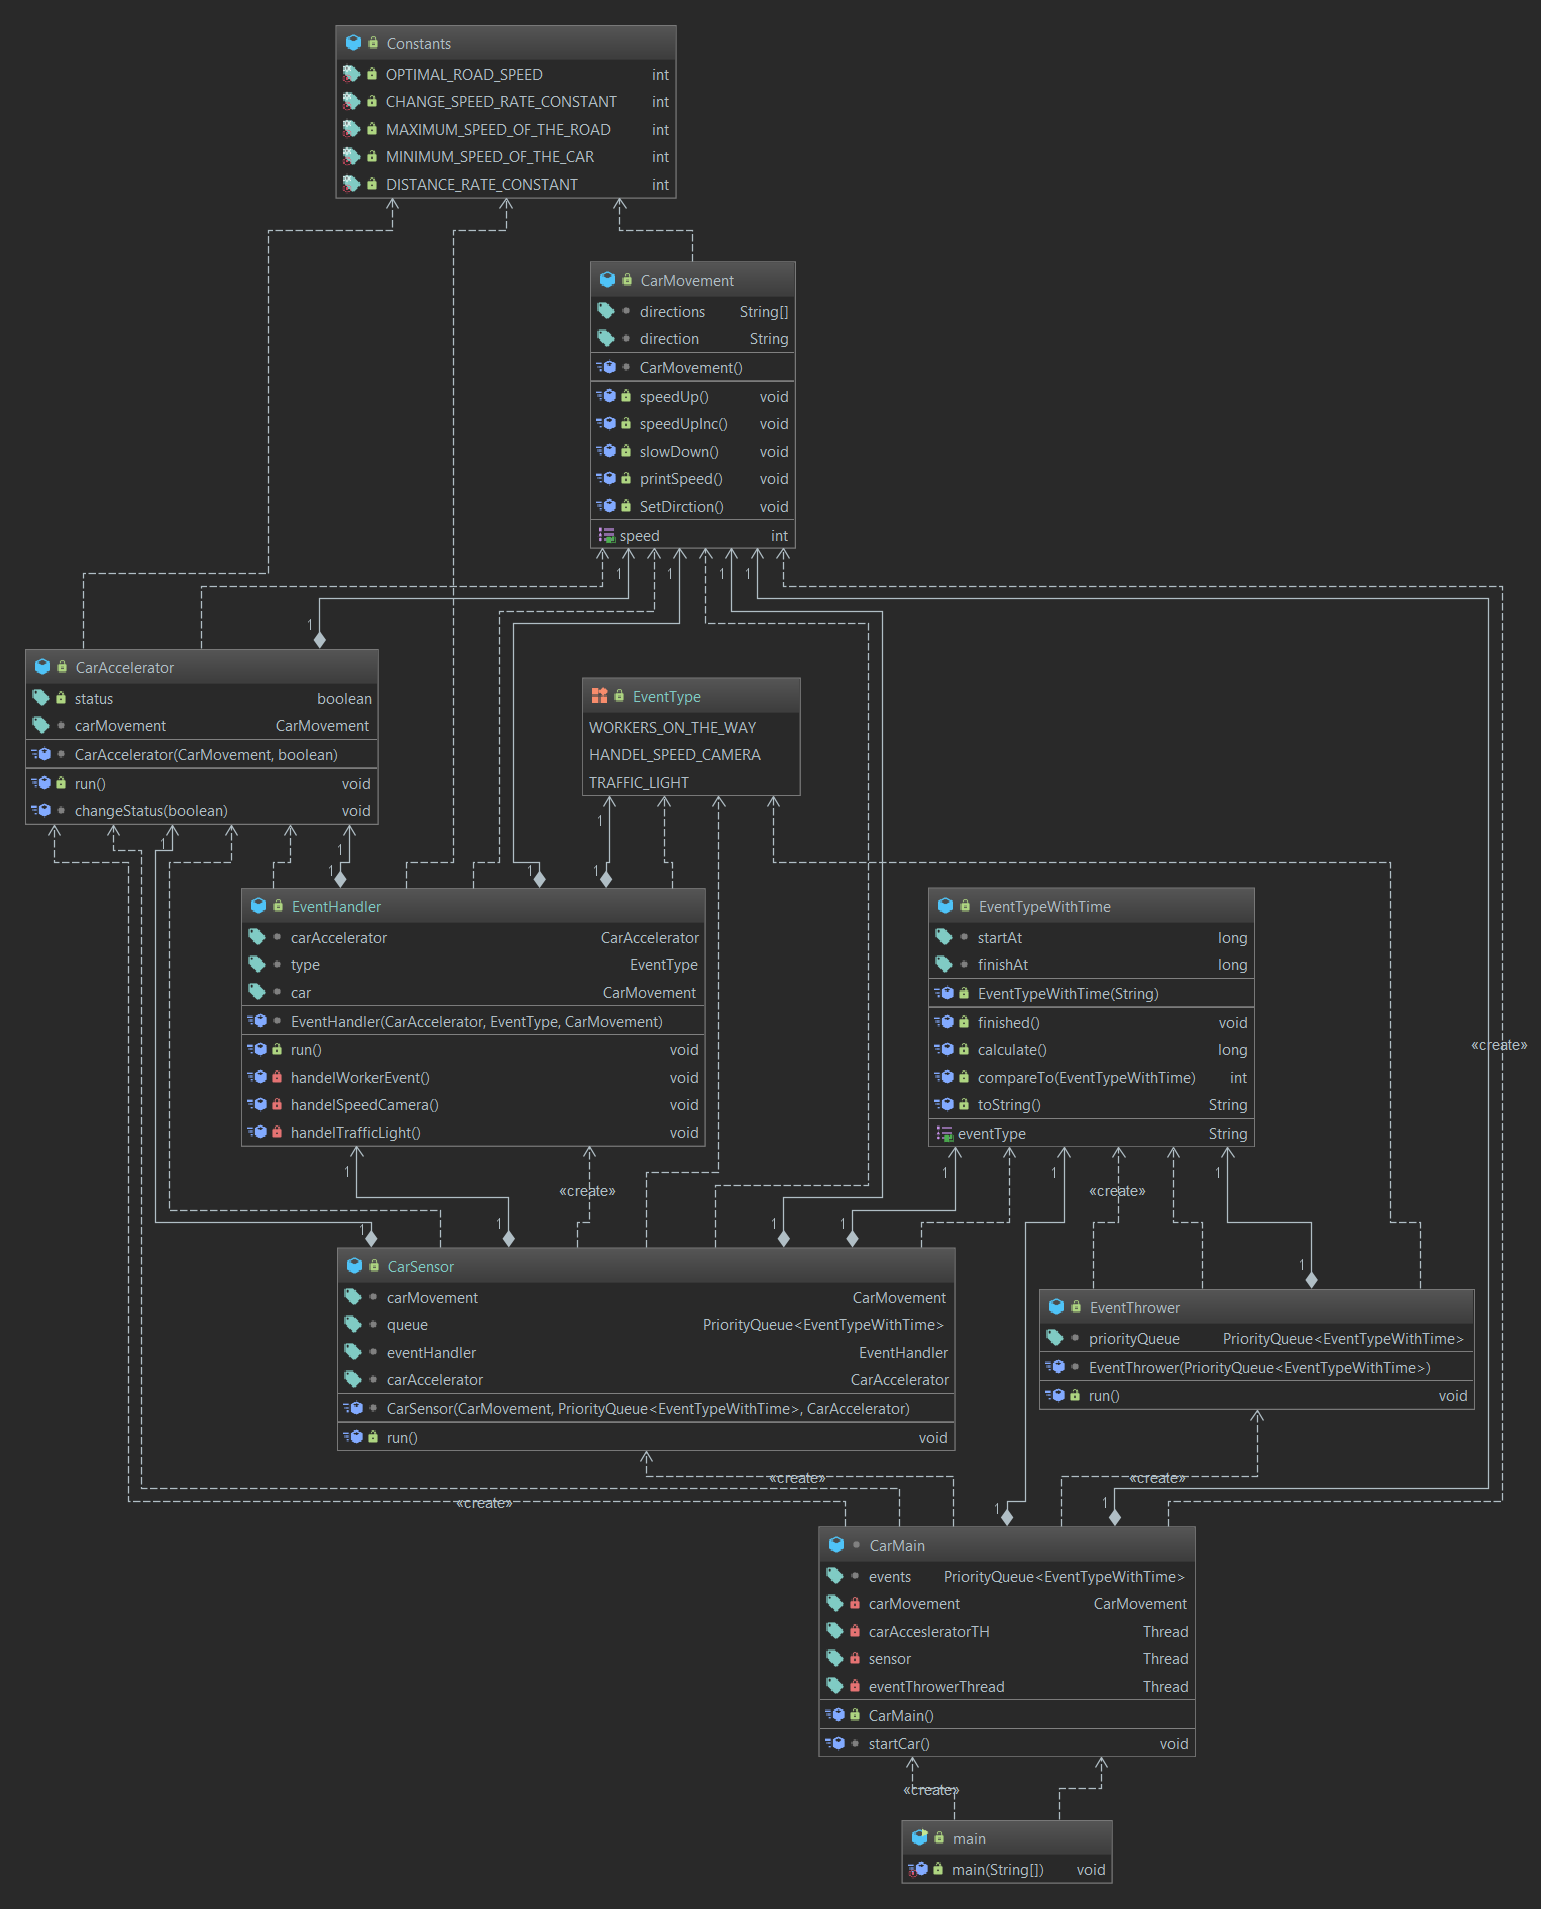 Constants
OPTIMAL_ROAD_SPEED int
CHANGE_SPEED_RATE_CONSTANT int
MAXIMUM_SPEED_OF_THE_ROAD int
MINIMUM_SPEED_OF_THE_CAR int
DISTANCE_RATE_CONSTANT int
CarMovement
directions String[]
direction String
CarMovement()
speedUp() void
speedUpInc() void
slowDown() void
printSpeed() void
SetDirction() void
speed int
1 1 1 1
1
CarAccelerator
status boolean
carMovement CarMovement
CarAccelerator(CarMovement, boolean)
run() void
changeStatus(boolean) void
EventType
WORKERS_ON_THE_WAY
HANDEL_SPEED_CAMERA
TRAFFIC_LIGHT
1
1 1
1 1 1
EventHandler
carAccelerator CarAccelerator
type EventType
car CarMovement
EventHandler(CarAccelerator, EventType, CarMovement)
run() void
handelWorkerEvent() void
handelSpeedCamera() void
handelTrafficLight() void
EventTypeWithTime
startAt long
finishAt long
EventTypeWithTime(String)
finished() void
calculate() long
compareTo(EventTypeWithTime) int
toString() String
eventType String
«create»
1 1 1 1
«create» «create»
1 1 1 1
1
CarSensor
carMovement CarMovement
queue PriorityQueue<EventTypeWithTime>
eventHandler EventHandler
carAccelerator CarAccelerator
CarSensor(CarMovement, PriorityQueue<EventTypeWithTime>, CarAccelerator)
run() void
EventThrower
priorityQueue PriorityQueue<EventTypeWithTime>
EventThrower(PriorityQueue<EventTypeWithTime>)
run() void
«create» «create»
«create»
1 1
CarMain
events PriorityQueue<EventTypeWithTime>
carMovement CarMovement
carAccesleratorTH Thread
sensor Thread
eventThrowerThread Thread
CarMain()
startCar() void
«create»
main
main(String[]) void